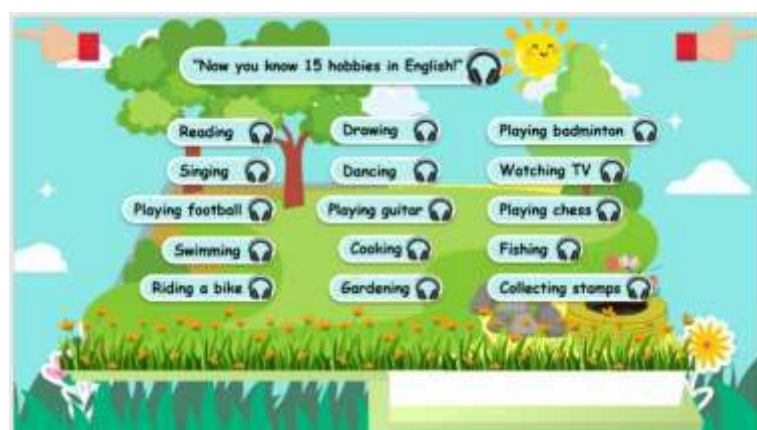 "Now you know 15 hobbies in English!"
Reading
Drawing
Playing badminton
Singing
Dancing
Watching TV
Playing football
Playing guitar
Playing chess
Swimming
Cooking
Fishing
Riding a bike
Gardening
Collecting stamps